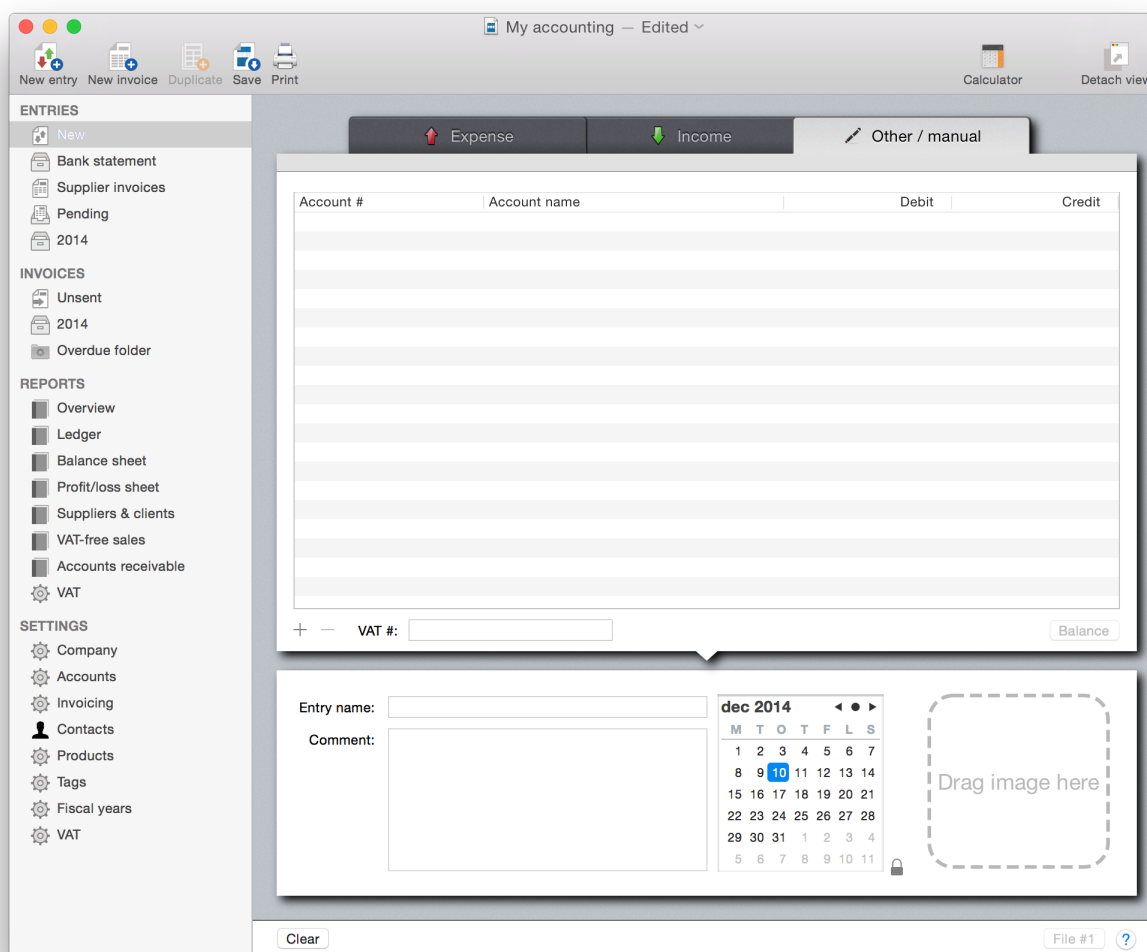 My accounting — Edited
New entry New invoice Duplicate Save Print Calculator Detach view
ENTRIES
New
Bank statement
Supplier invoices
Pending
2014
INVOICES
Unsent
2014
Overdue folder
REPORTS
Overview
Ledger
Balance sheet
Profit/loss sheet
Suppliers & clients
VAT-free sales
Accounts receivable
VAT
SETTINGS
Company
Accounts
Invoicing
Contacts
Products
Tags
Fiscal years
VAT
Expense Income Other / manual
Account # Account name Debit Credit
VAT #: Balance
Entry name:
Comment:
dec 2014
M T O T F L S
1 2 3 4 5 6 7
8 9 10 11 12 13 14
15 16 17 18 19 20 21
22 23 24 25 26 27 28
29 30 31 1 2 3 4
5 6 7 8 9 10 11
Drag image here
Clear File #1 ?